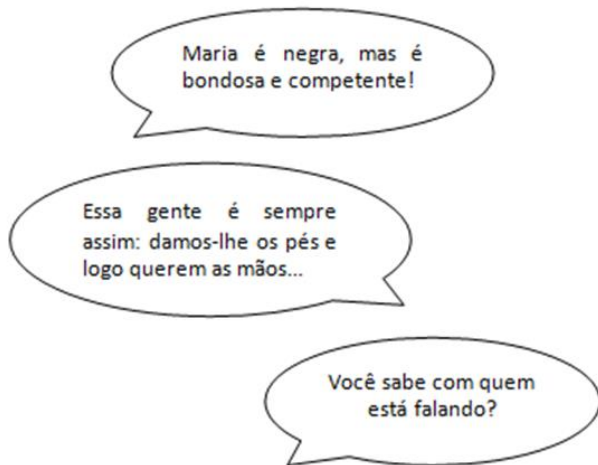 Maria é negra, mas é
bondosa e competente!
Essa gente é sempre
assim: damos-lhe os pés e
logo querem as mãos...
Você sabe com quem
está falando?